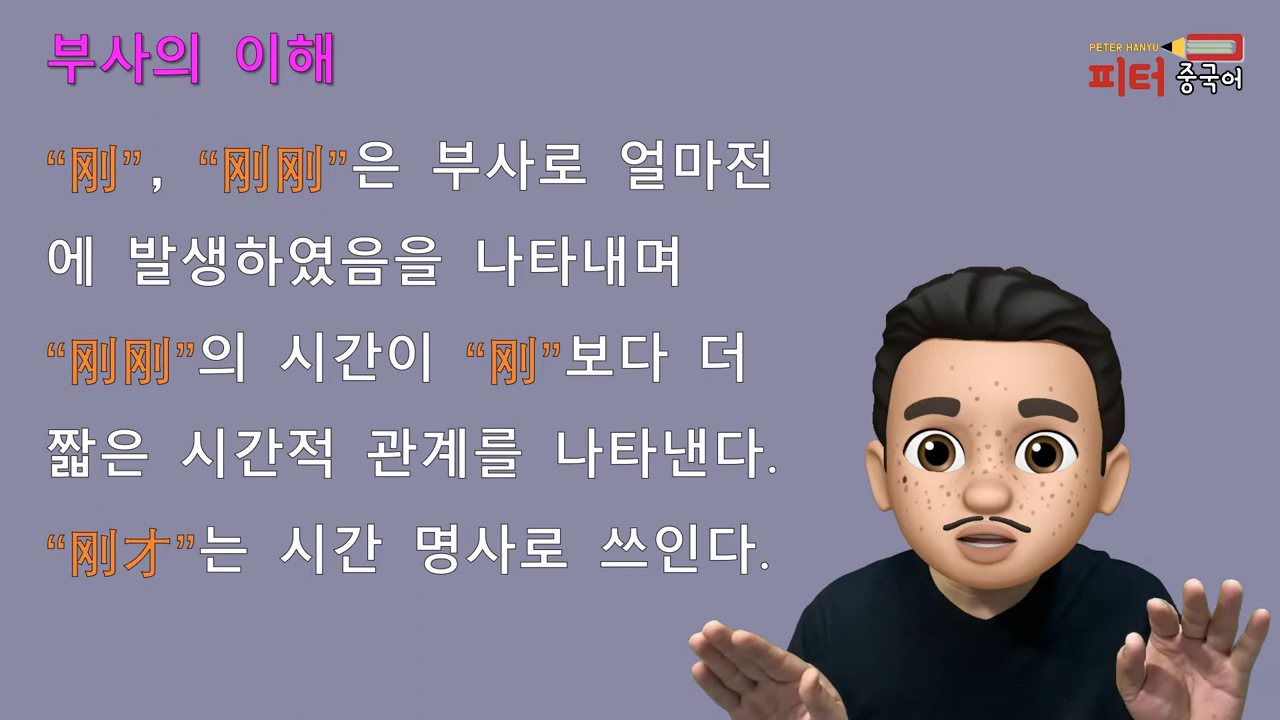 부사의 이해
PETER HANYU
피터 중국어
“刚”, “刚刚”은 부사로 얼마전
에 발생하였음을 나타내며
“刚刚”의 시간이 “刚”보다 더
짧은 시간적 관계를 나타낸다.
“刚才”는 시간 명사로 쓰인다.